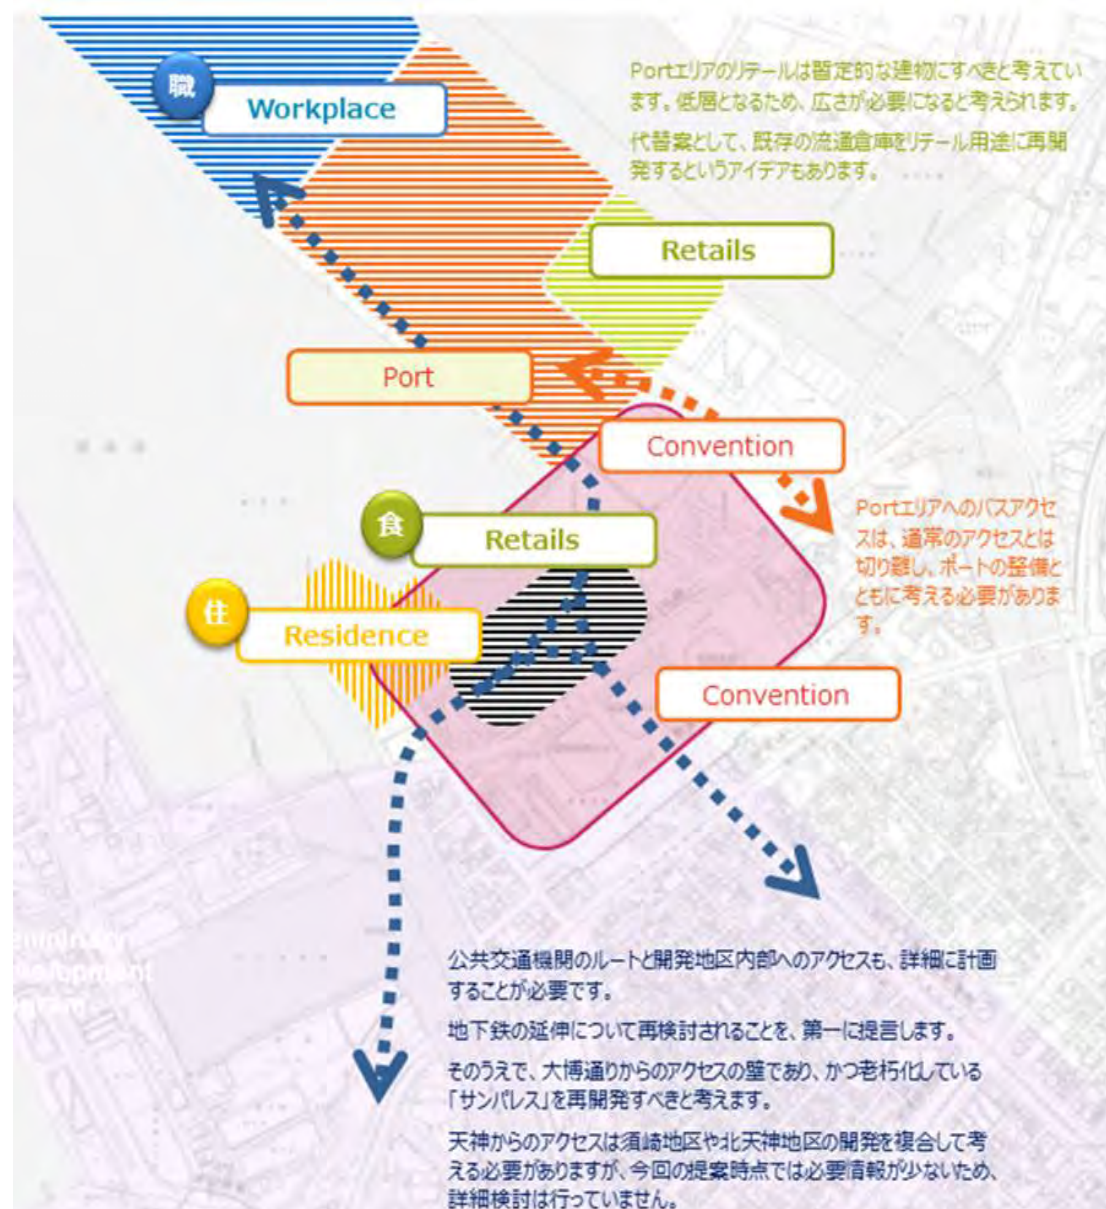 職
Workplace
Portエリアのリテールは暫定的な建物にすべきと考えてい
ます。低層となるため、広さが必要になると考えられます。
代替案として、既存の流通倉庫をリテール用途に再開
発するというアイデアもあります。
Retails
Port
Convention
食
Retails
Portエリアへのバスアクセ
スは、通常のアクセスとは
切り離し、ポートの整備と
ともに考える必要がありま
す。
住
Residence
Convention
公共交通機関のルートと開発地区内部へのアクセスも、詳細に計画
することが必要です。
地下鉄の延伸について再検討されることを、第一に提言します。
そのうえで、大博通りからのアクセスの壁であり、かつ老朽化している
「サンパレス」を再開発すべきと考えます。
天神からのアクセスは須崎地区や北天神地区の開発を複合して考
える必要がありますが、今回の提案時点では必要情報が少ないため、
詳細検討は行っていません。